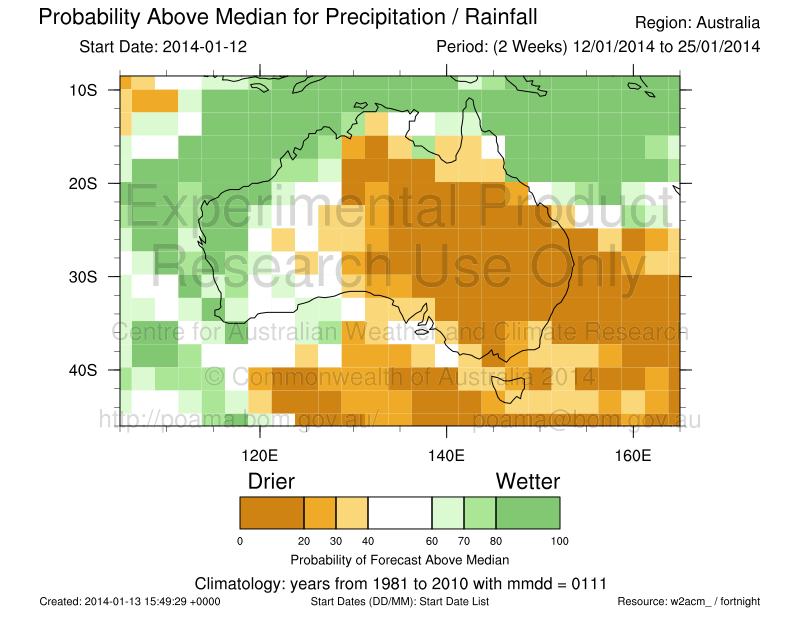 Probability Above Median for Precipitation / Rainfall
Region: Australia
Start Date: 2014-01-12
Period: (2 Weeks) 12/01/2014 to 25/01/2014
10S
20S
30S
40S
Experimental Product
Research Use Only
Centre for Australian Weather and Climate Research
© Commonwealth of Australia 2014
http://poama.bom.gov.au/
poama@bom.gov.au
120E 140E 160E
Drier Wetter
0 20 30 40 60 70 80 100
Probability of Forecast Above Median
Climatology: years from 1981 to 2010 with mmdd = 0111
Created: 2014-01-13 15:49:29 +0000
Start Dates (DD/MM): Start Date List
Resource: w2acm_ / fortnight